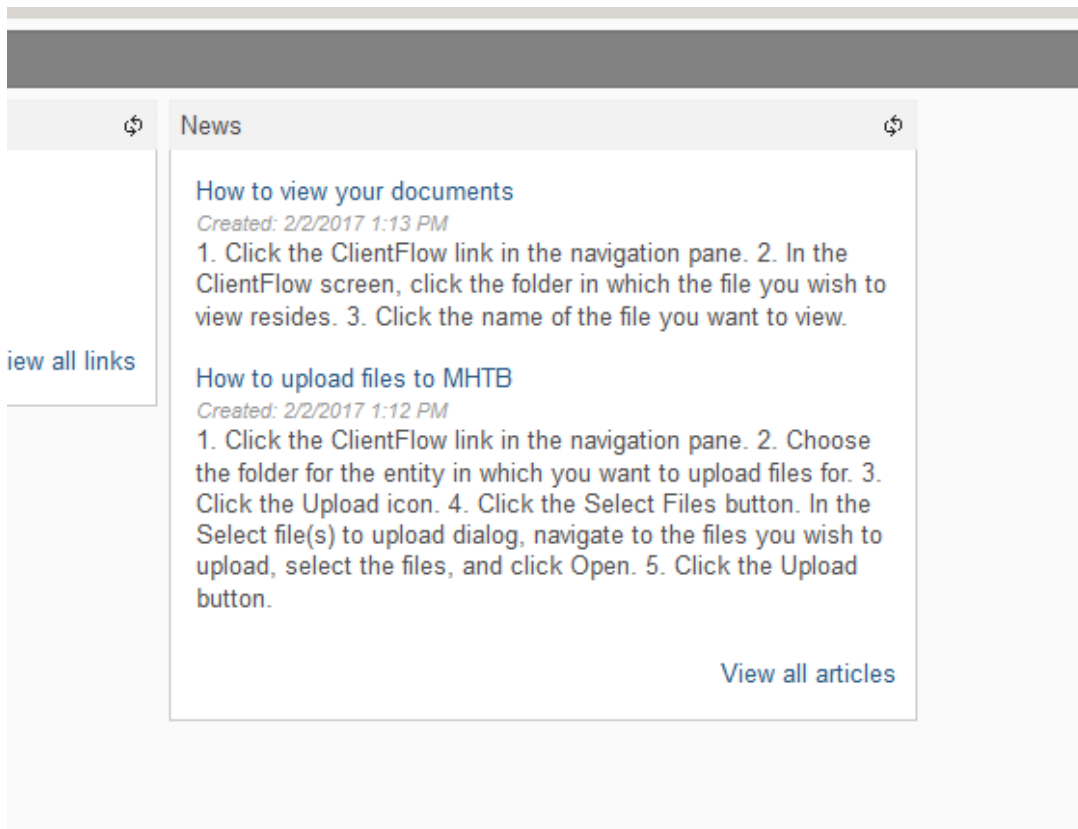 News
How to view your documents
Created: 2/2/2017 1:13 PM
1. Click the ClientFlow link in the navigation pane. 2. In the
ClientFlow screen, click the folder in which the file you wish to
view resides. 3. Click the name of the file you want to view.
iew all links
How to upload files to MHTB
Created: 2/2/2017 1:12 PM
1. Click the ClientFlow link in the navigation pane. 2. Choose
the folder for the entity in which you want to upload files for. 3.
Click the Upload icon. 4. Click the Select Files button. In the
Select file(s) to upload dialog, navigate to the files you wish to
upload, select the files, and click Open. 5. Click the Upload
button.
View all articles